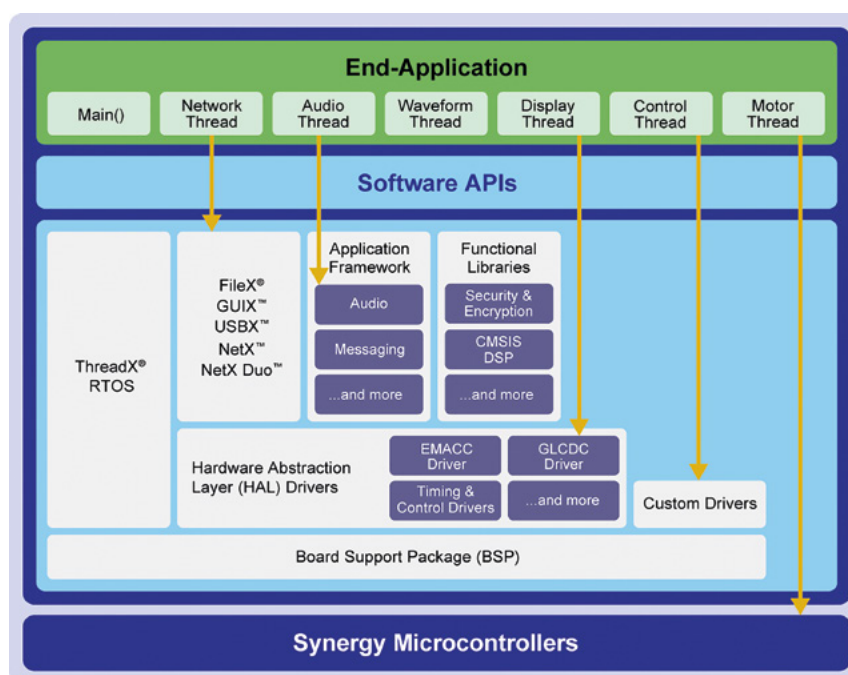 End-Application
Main()
Network
Thread
Audio
Thread
Waveform
Thread
Display
Thread
Control
Thread
Motor
Thread
Software APIs
ThreadX®
RTOS
FileX®
GUIX™
USBX™
NetX™
NetX Duo™
Application
Framework
Audio
Messaging
...and more
Functional
Libraries
Security &
Encryption
CMSIS
DSP
...and more
Hardware Abstraction
Layer (HAL) Drivers
EMACC
Driver
GLCDC
Driver
Timing &
Control Drivers
...and more
Custom Drivers
Board Support Package (BSP)
Synergy Microcontrollers